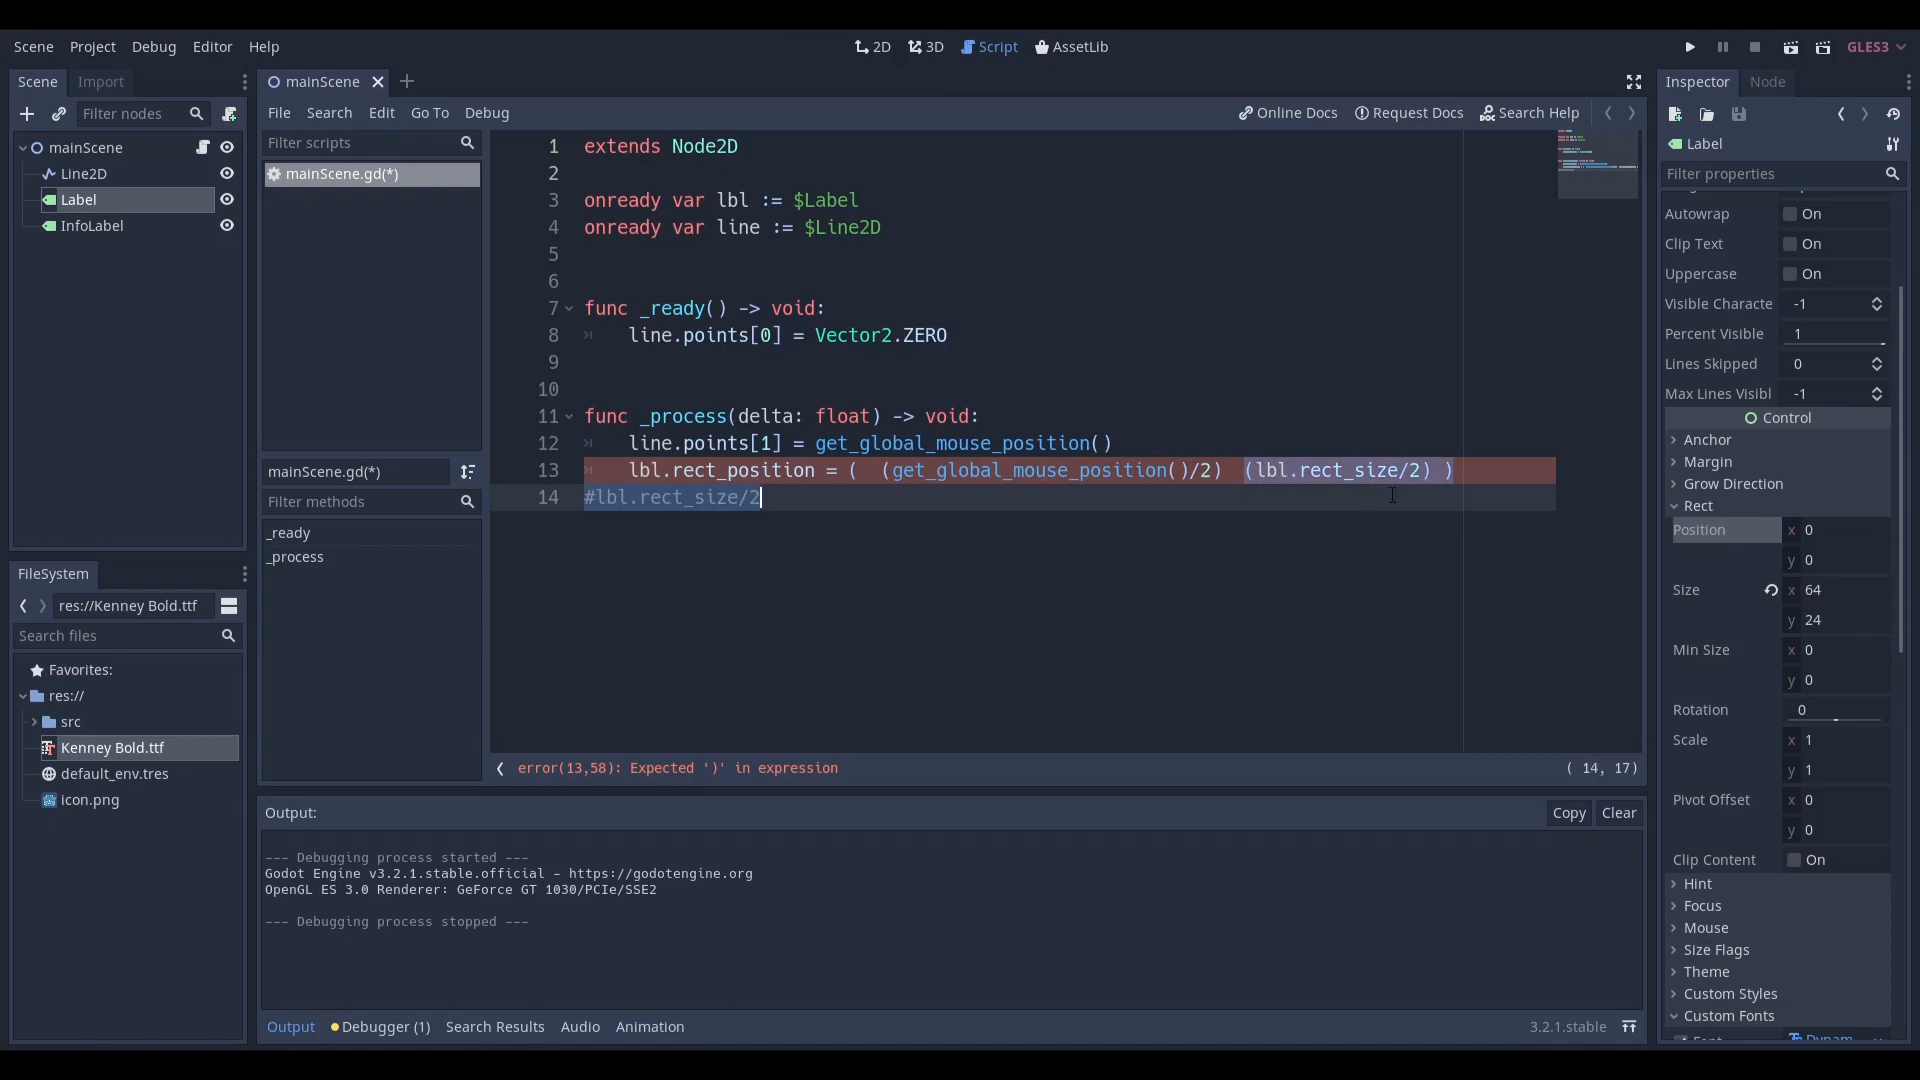 Scene Project Debug Editor Help
2D 3D Script AssetLib
GLES3
Scene Import
Filter nodes
mainScene
Line2D
Label
InfoLabel
FileSystem
res://Kenney Bold.ttf
Search files
Favorites:
res://
src
Kenney Bold.ttf
default_env.tres
icon.png
mainScene
File Search Edit Go To Debug
Online Docs Request Docs Search Help
Filter scripts
mainScene.gd(*)
mainScene.gd(*)
Filter methods
_ready
_process
1 extends Node2D
2
3 onready var lbl := $Label
4 onready var line := $Line2D
5
6
7 func _ready() -> void:
8 line.points[0] = Vector2.ZERO
9
10
11 func _process(delta: float) -> void:
12 line.points[1] = get_global_mouse_position()
13 lbl.rect_position = (  (get_global_mouse_position()/2)  (lbl.rect_size/2) )
14 #lbl.rect_size/2
error(13,58): Expected ')' in expression
( 14, 17)
Output:
Copy Clear
--- Debugging process started ---
Godot Engine v3.2.1.stable.official - https://godotengine.org
OpenGL ES 3.0 Renderer: GeForce GT 1030/PCIe/SSE2
--- Debugging process stopped ---
Output Debugger (1) Search Results Audio Animation
3.2.1.stable
Inspector Node
Label
Filter properties
Autowrap On
Clip Text On
Uppercase On
Visible Characte -1
Percent Visible 1
Lines Skipped 0
Max Lines Visibl -1
Control
Anchor
Margin
Grow Direction
Rect
Position x 0
y 0
Size x 64
y 24
Min Size x 0
y 0
Rotation 0
Scale x 1
y 1
Pivot Offset x 0
y 0
Clip Content On
Hint
Focus
Mouse
Size Flags
Theme
Custom Styles
Custom Fonts